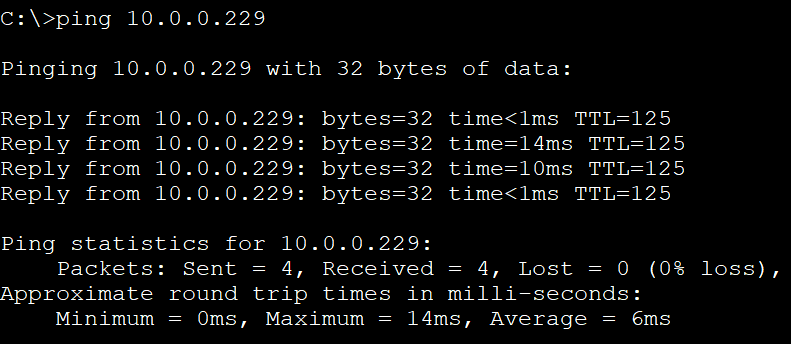 C:\>ping 10.0.0.229
Pinging 10.0.0.229 with 32 bytes of data:
Reply from 10.0.0.229: bytes=32 time<1ms TTL=125
Reply from 10.0.0.229: bytes=32 time=14ms TTL=125
Reply from 10.0.0.229: bytes=32 time=10ms TTL=125
Reply from 10.0.0.229: bytes=32 time<1ms TTL=125
Ping statistics for 10.0.0.229:
    Packets: Sent = 4, Received = 4, Lost = 0 (0% loss),
Approximate round trip times in milli-seconds:
    Minimum = 0ms, Maximum = 14ms, Average = 6ms